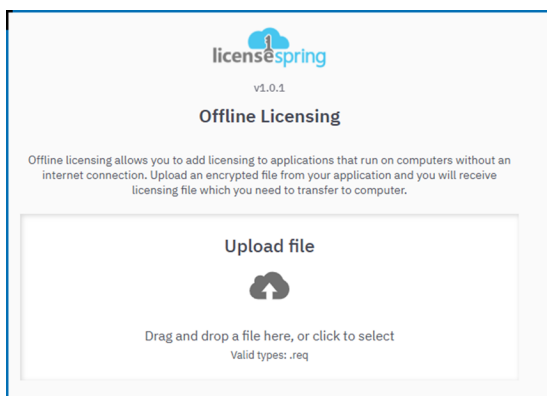 licensespring
v1.0.1
Offline Licensing
Offline licensing allows you to add licensing to applications that run on computers without an
internet connection. Upload an encrypted file from your application and you will receive
licensing file which you need to transfer to computer.
Upload file
Drag and drop a file here, or click to select
Valid types: .req